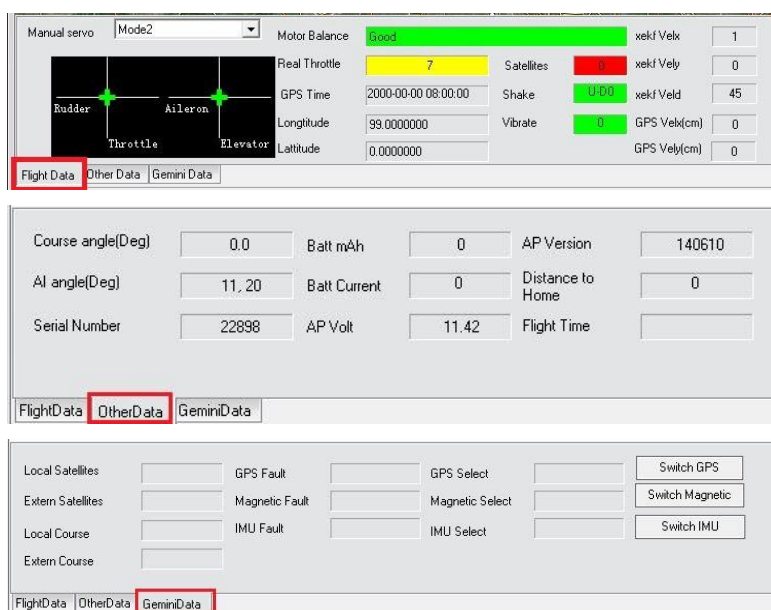 Manual servo Mode2 Motor Balance Good xekf Velx 1
Real Throttle 7 Satellites 0 xekf Vely 0
GPS Time 2000-00-00 08:00:00 Shake U-D0 xekf Veld 45
Rudder Aileron
Longtitude 99.0000000 Vibrate 0 GPS Velx(cm) 0
Throttle Elevator Lattitude 0.0000000 GPS Vely(cm) 0
Flight Data Other Data Gemini Data
Course angle(Deg) 0.0 Batt mAh 0 AP Version 140610
AI angle(Deg) 11, 20 Batt Current 0 Distance to Home 0
Serial Number 22898 AP Volt 11.42 Flight Time
FlightData OtherData GeminiData
Local Satellites GPS Fault GPS Select Switch GPS
Extern Satellites Magnetic Fault Magnetic Select Switch Magnetic
Local Course IMU Fault IMU Select Switch IMU
Extern Course
FlightData OtherData GeminiData